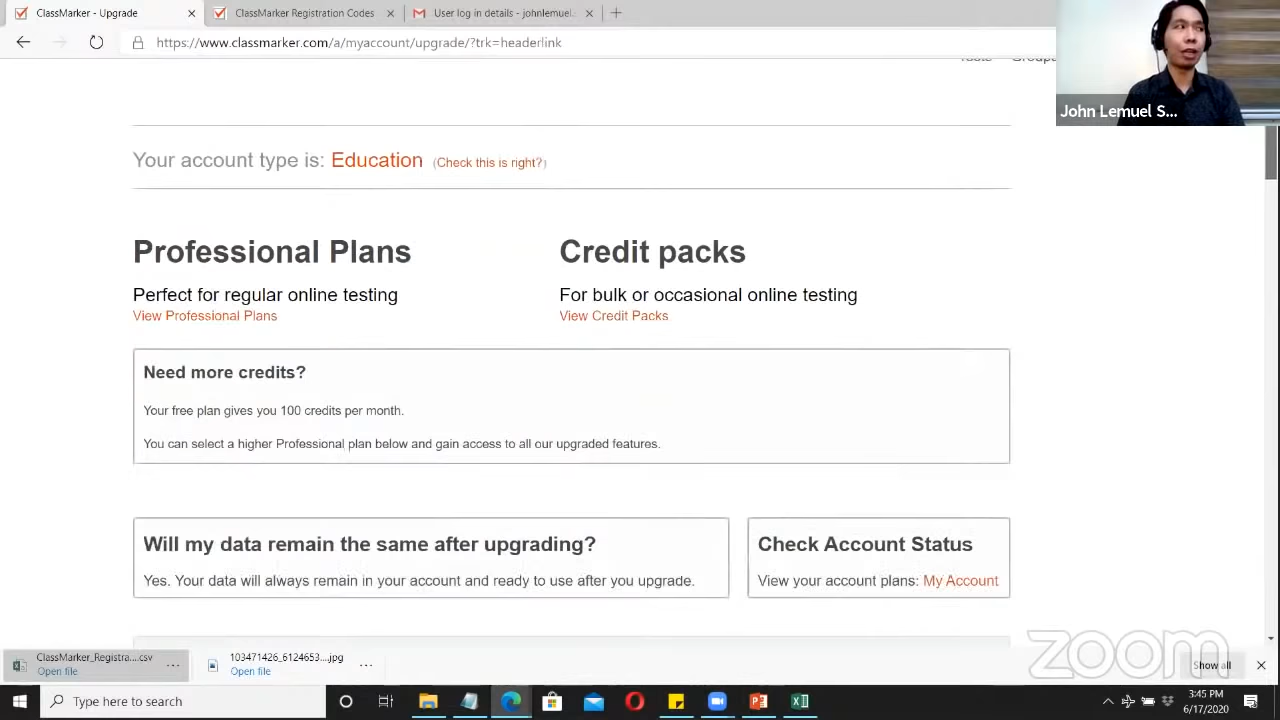 ClassMarker - Upgrade
ClassMarker Registration Codes
User log in details - johnlemuel
https://www.classmarker.com/a/myaccount/upgrade/?trk=headerlink
John Lemuel S...
Your account type is: Education (Check this is right?)
Professional Plans
Perfect for regular online testing
View Professional Plans
Credit packs
For bulk or occasional online testing
View Credit Packs
Need more credits?
Your free plan gives you 100 credits per month.
You can select a higher Professional plan below and gain access to all our upgraded features.
Will my data remain the same after upgrading?
Yes. Your data will always remain in your account and ready to use after you upgrade.
Check Account Status
View your account plans: My Account
zoom
ClassMarker_Registra....csv
Open file
103471426_6124653....jpg
Open file
Show all
Type here to search
3:45 PM
6/17/2020